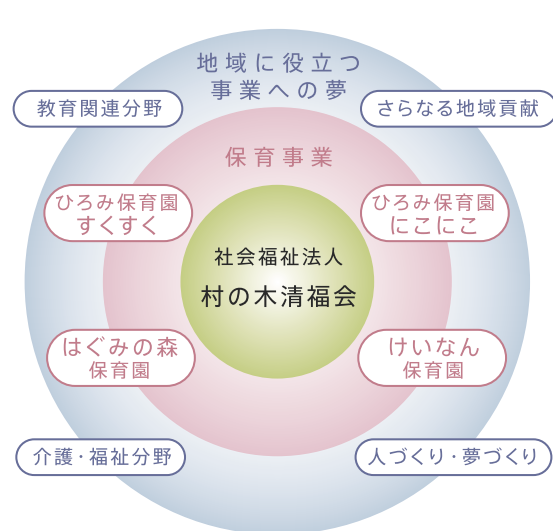 地域に役立つ
事業への夢
教育関連分野
さらなる地域貢献
保育事業
ひろみ保育園
すくすく
ひろみ保育園
にこにこ
社会福祉法人
村の木清福会
はぐみの森
保育園
けいなん
保育園
介護・福祉分野
人づくり・夢づくり